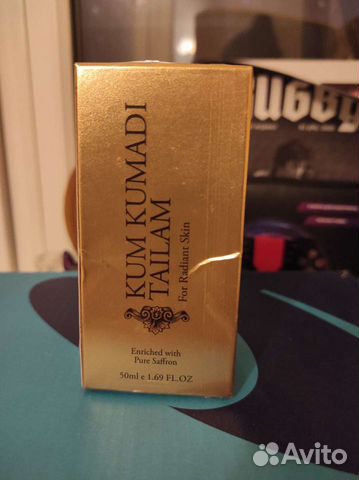 KUM KUMADI
TAILAM
For Radiant Skin
Enriched with
Pure Saffron
50ml e 1.69 FL.OZ
Avito